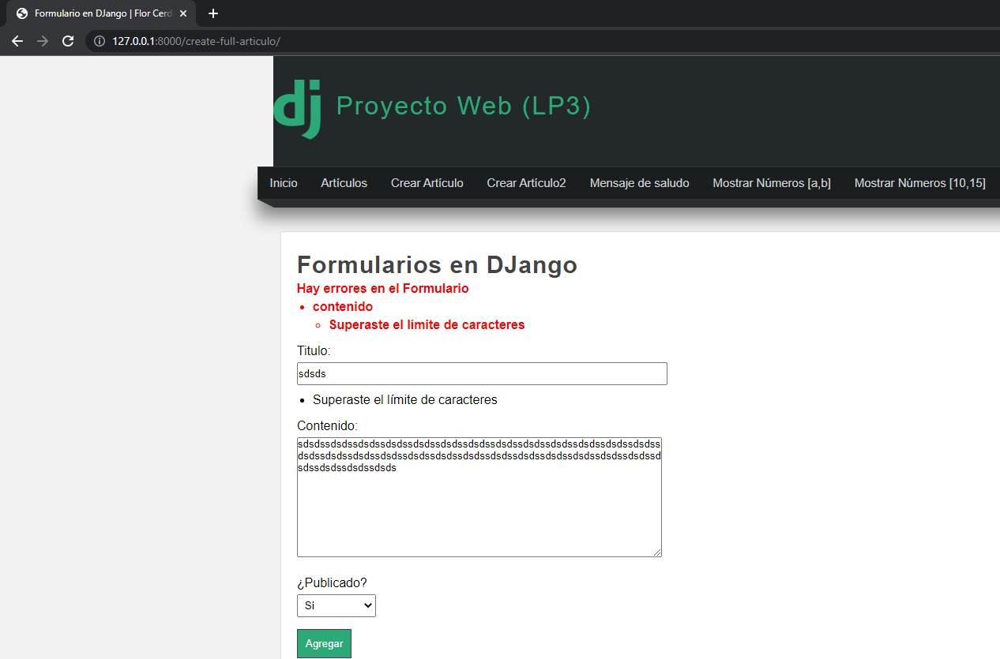 Formulario en DJango | Flor Cerd
127.0.0.1:8000/create-full-articulo/
dj Proyecto Web (LP3)
Inicio Artículos Crear Artículo Crear Artículo2 Mensaje de saludo Mostrar Números [a,b] Mostrar Números [10,15]
Formularios en DJango
Hay errores en el Formulario
contenido
Superaste el límite de caracteres
Titulo:
sdsds
Superaste el límite de caracteres
Contenido:
¿Publicado?
Si
Agregar